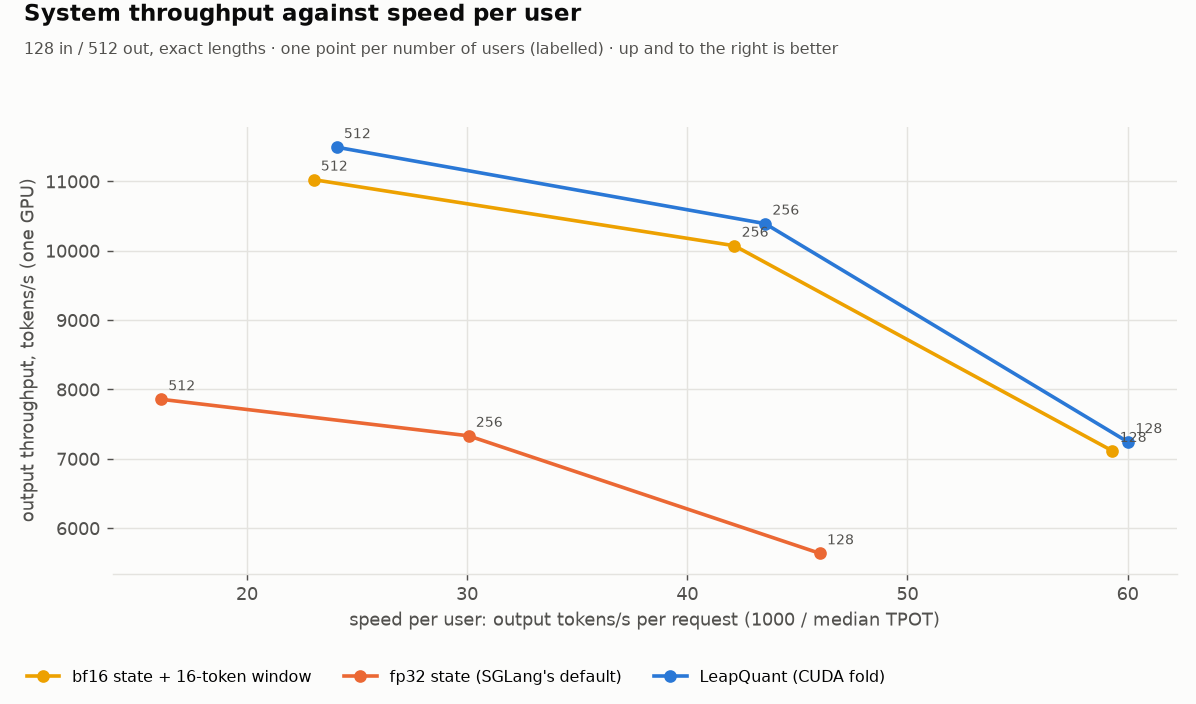 System throughput against speed per user
128 in / 512 out, exact lengths · one point per number of users (labelled) · up and to the right is better
512
512
11000
256
256
10000
9000
8000
512
256
128
128
7000
6000
128
output throughput, tokens/s (one GPU)
20 30 40 50 60
speed per user: output tokens/s per request (1000 / median TPOT)
bf16 state + 16-token window fp32 state (SGLang's default) LeapQuant (CUDA fold)